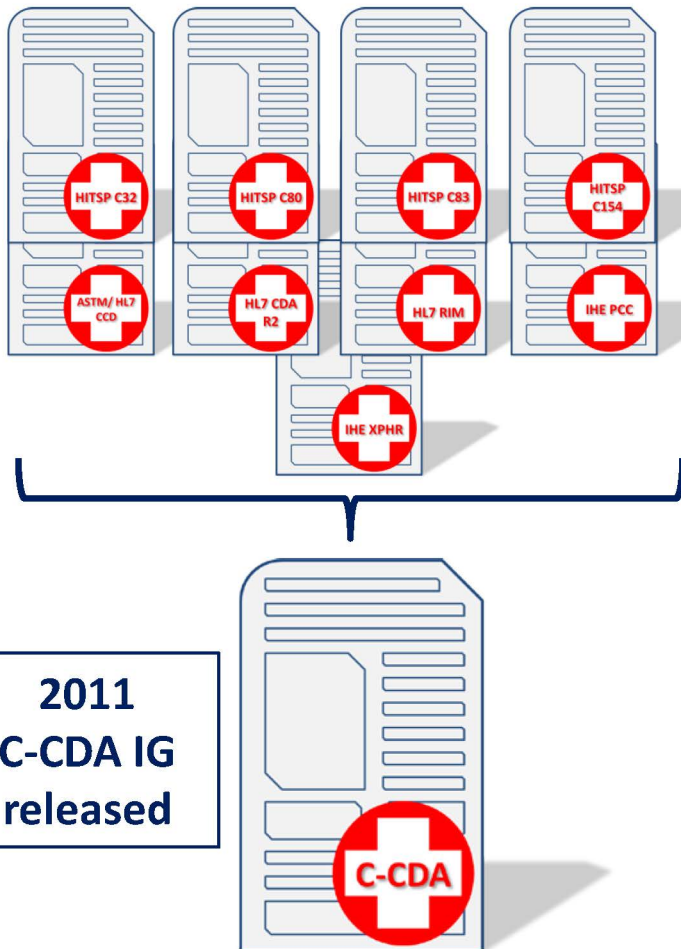 HITSP C32
HITSP C80
HITSP C83
HITSP
C154
ASTM/ HL7
CCD
HL7 CDA
R2
HL7 RIM
IHE PCC
IHE XPHR
2011
C-CDA IG
released
C-CDA